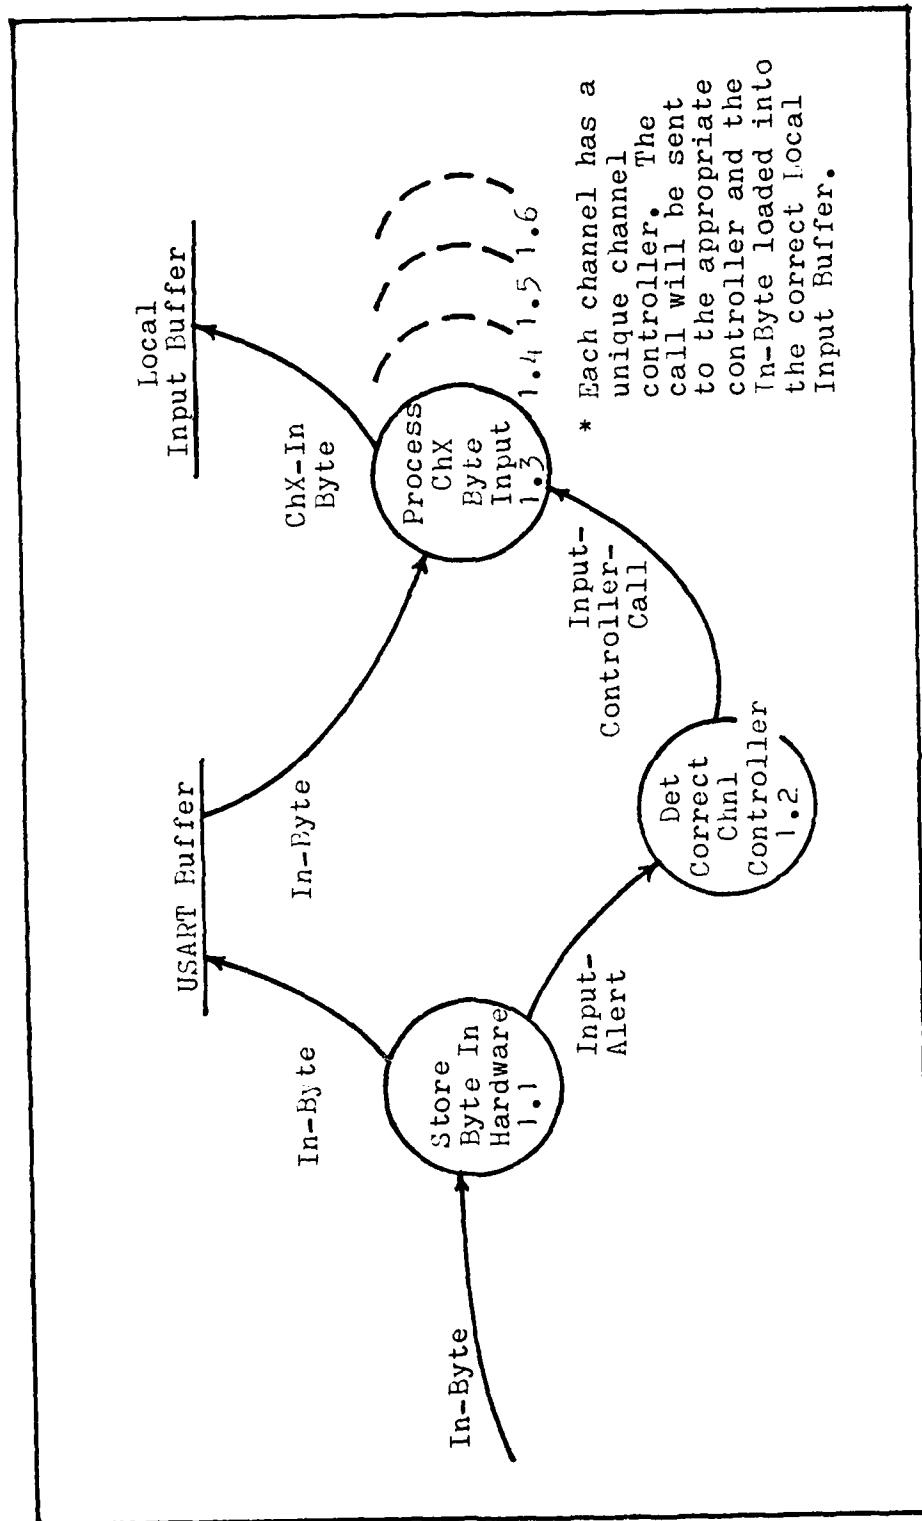 In-Byte
Store
Byte In
Hardware
1.1
In-Byte
USART Buffer
In-Byte
Input-
Alert
Det
Correct
Chnl
Controller
1.2
Input-
Controller-
Call
Process
ChX
Byte
Input
1.3
1.4 1.5 1.6
ChX-In
Byte
Local
Input Buffer
* Each channel has a
unique channel
controller. The
call will be sent
to the appropriate
controller and the
In-Byte loaded into
the correct Local
Input Buffer.